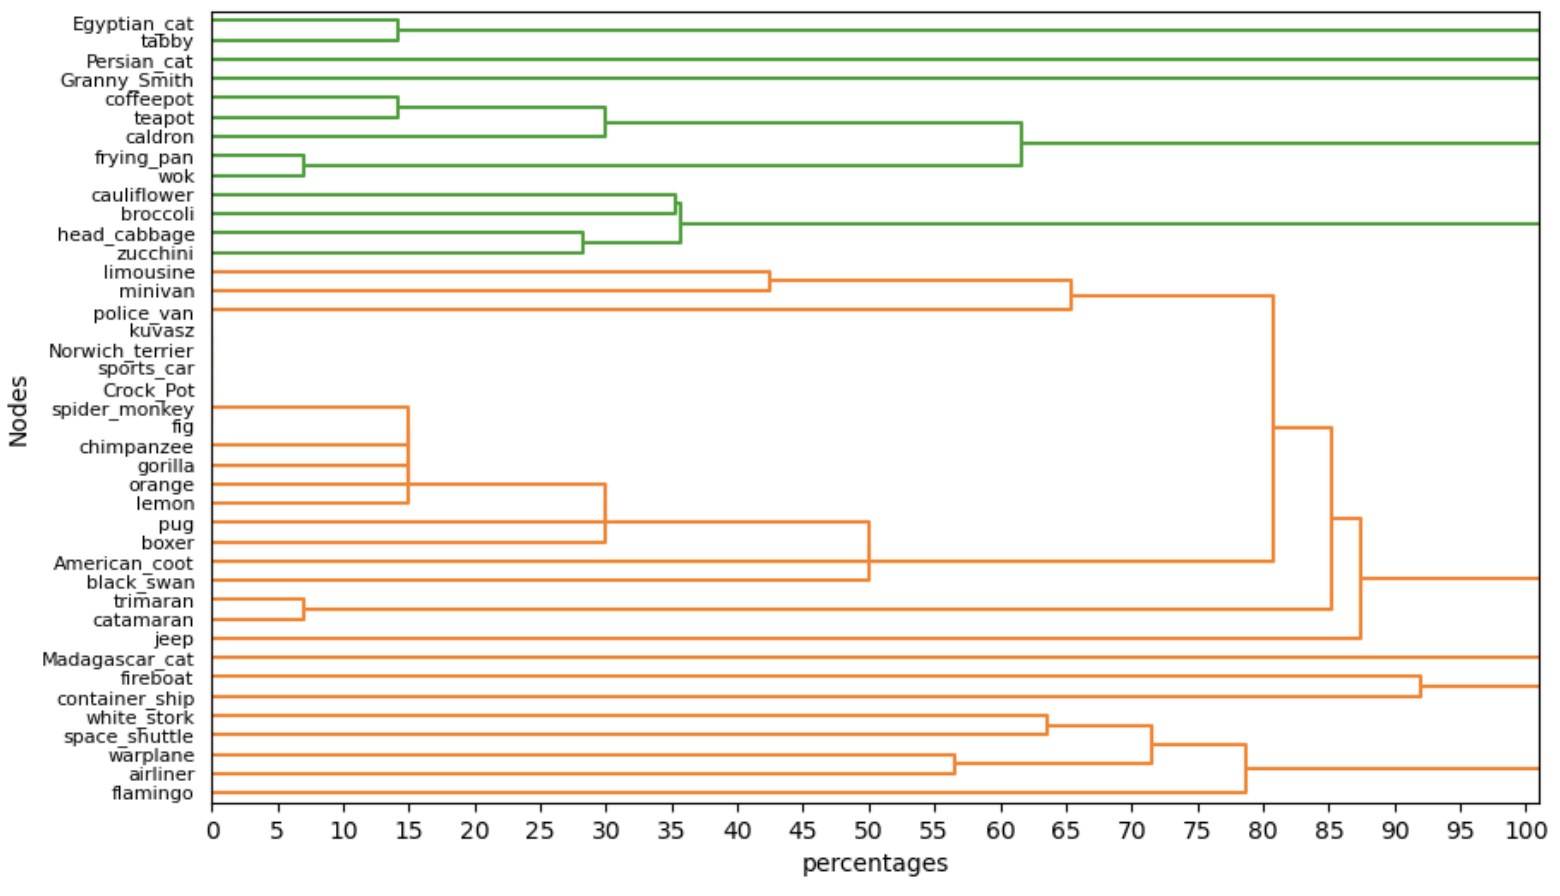 Egyptian_cat
tabby
Persian_cat
Granny_Smith
coffeepot
teapot
caldron
frying_pan
wok
cauliflower
broccoli
head_cabbage
zucchini
limousine
minivan
police_van
kuvasz
Norwich_terrier
sports_car
Crock_Pot
spider_monkey
fig
chimpanzee
gorilla
orange
lemon
pug
boxer
American_coot
black_swan
trimaran
catamaran
jeep
Madagascar_cat
fireboat
container_ship
white_stork
space_shuttle
warplane
airliner
flamingo
Nodes
0 5 10 15 20 25 30 35 40 45 50 55 60 65 70 75 80 85 90 95 100
percentages